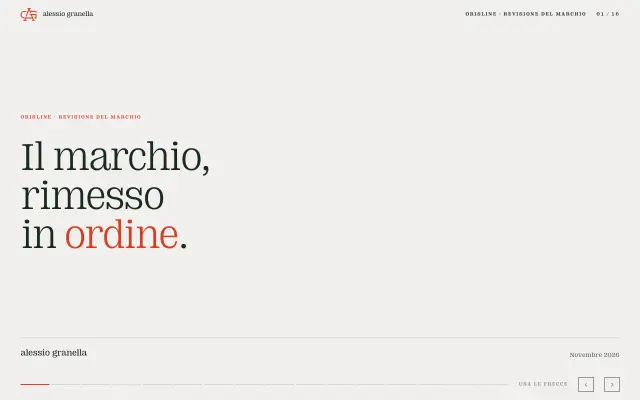 alessio granella
ORISLINE · REVISIONE DEL MARCHIO 01 / 16
ORISLINE · REVISIONE DEL MARCHIO
Il marchio,
rimesso
in ordine.
alessio granella
Novembre 2026
USA LE FRECCE